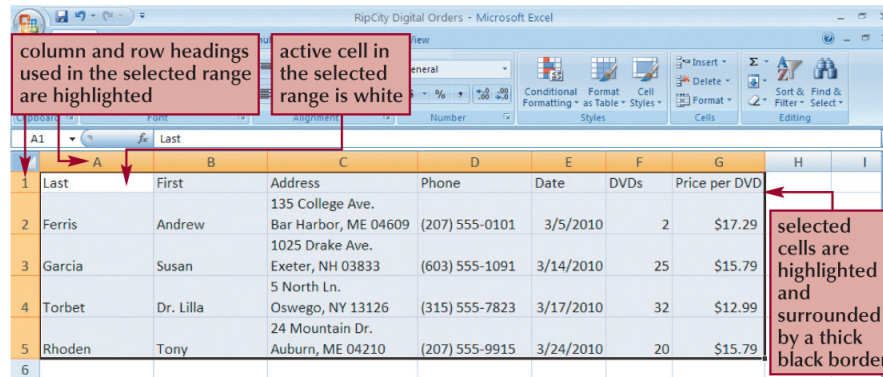 RipCity Digital Orders - Microsoft Excel
column and row headings
used in the selected range
are highlighted
active cell in
the selected
range is white
View
General
% ,
Conditional Formatting
Format as Table
Cell Styles
Insert
Delete
Format
Σ
Sort & Filter
Find & Select
Clipboard Font Alignment Number Styles Cells Editing
A1 fx Last
A B C D E F G H I
1 Last First Address Phone Date DVDs Price per DVD
135 College Ave.
2 Ferris Andrew Bar Harbor, ME 04609 (207) 555-0101 3/5/2010 2 $17.29
1025 Drake Ave.
3 Garcia Susan Exeter, NH 03833 (603) 555-1091 3/14/2010 25 $15.79
5 North Ln.
4 Torbet Dr. Lilla Oswego, NY 13126 (315) 555-7823 3/17/2010 32 $12.99
24 Mountain Dr.
5 Rhoden Tony Auburn, ME 04210 (207) 555-9915 3/24/2010 20 $15.79
6
selected
cells are
highlighted
and
surrounded
by a thick
black border